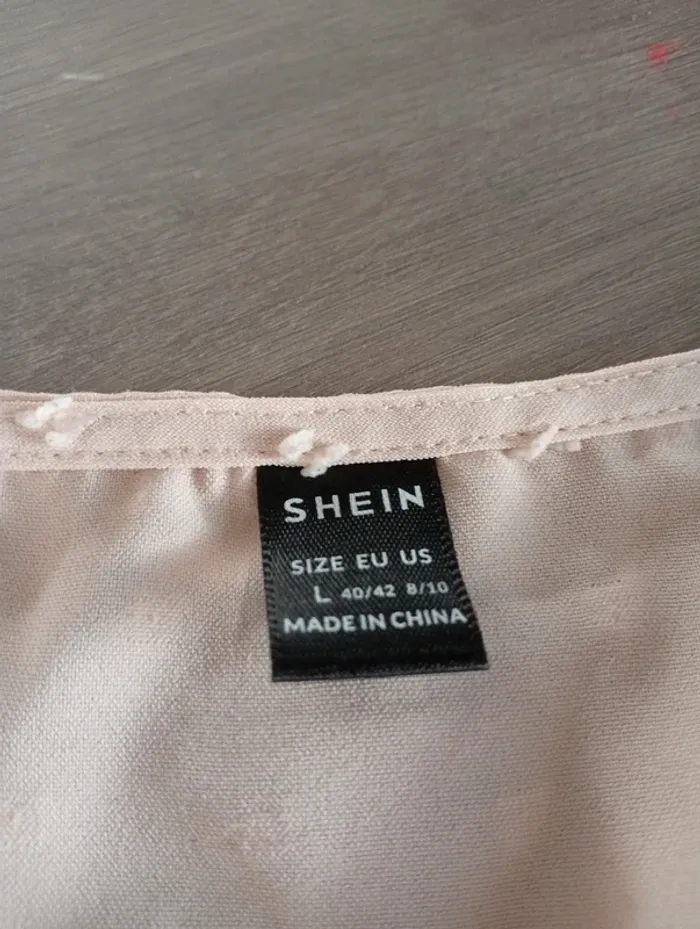 SHEIN
SIZE EU US
L 40/42 8/10
MADE IN CHINA